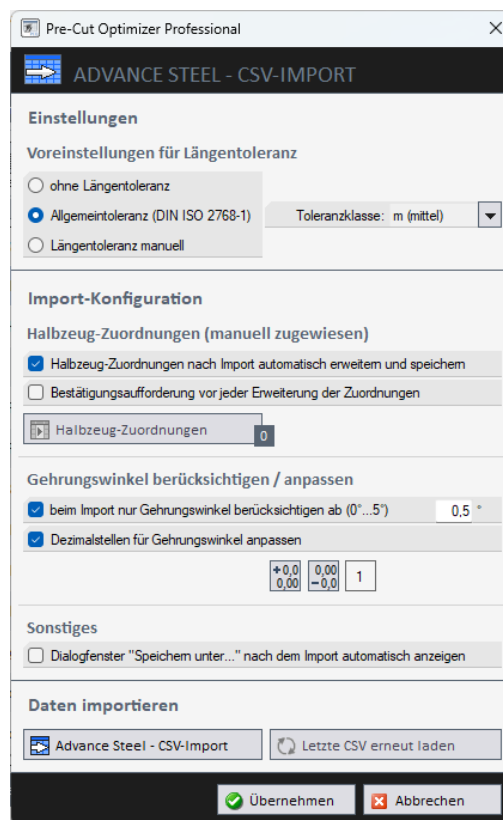 Pre-Cut Optimizer Professional
ADVANCE STEEL - CSV-IMPORT
Einstellungen
Voreinstellungen für Längentoleranz
ohne Längentoleranz
Allgemeintoleranz (DIN ISO 2768-1) Toleranzklasse: m (mittel)
Längentoleranz manuell
Import-Konfiguration
Halbzeug-Zuordnungen (manuell zugewiesen)
Halbzeug-Zuordnungen nach Import automatisch erweitern und speichern
Bestätigungsaufforderung vor jeder Erweiterung der Zuordnungen
Halbzeug-Zuordnungen 0
Gehrungswinkel berücksichtigen / anpassen
beim Import nur Gehrungswinkel berücksichtigen ab (0°...5°) 0,5 °
Dezimalstellen für Gehrungswinkel anpassen
+0,0 0,00 1
0,00 -0,0
Sonstiges
Dialogfenster "Speichern unter..." nach dem Import automatisch anzeigen
Daten importieren
Advance Steel - CSV-Import Letzte CSV erneut laden
Übernehmen Abbrechen